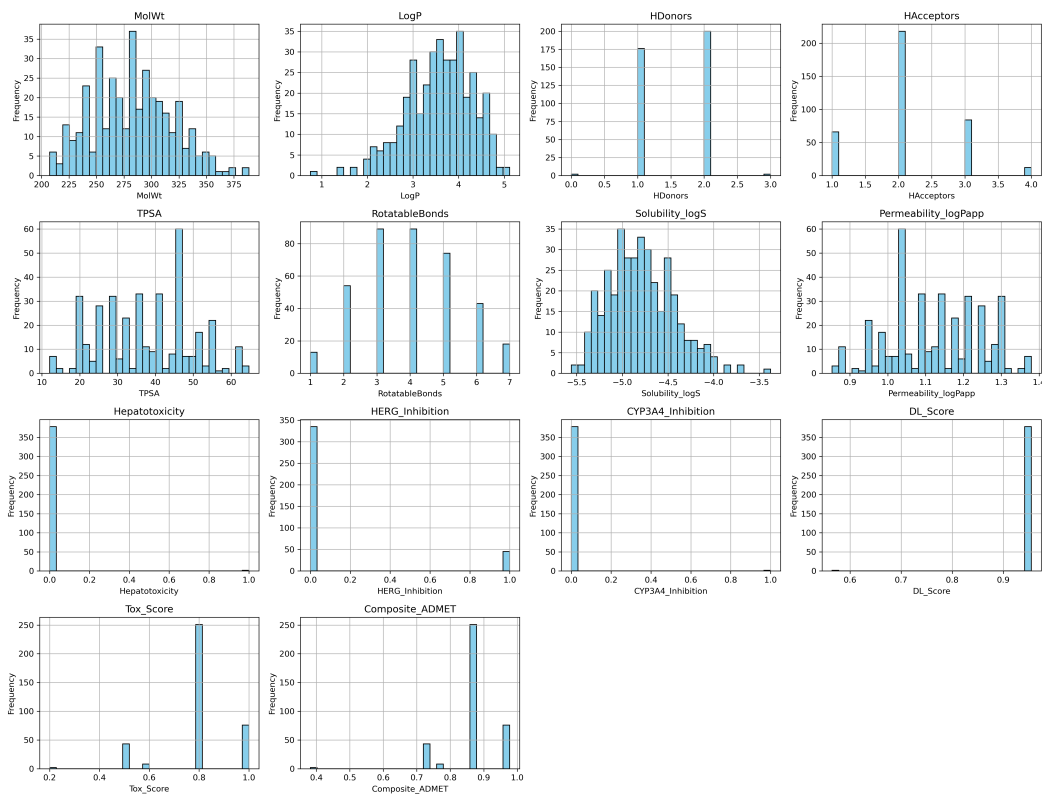 MolWt
Frequency
35
30
25
20
15
10
5
0
200 225 250 275 300 325 350 375
MolWt
LogP
Frequency
35
30
25
20
15
10
5
0
1 2 3 4 5
LogP
HDonors
Frequency
200
175
150
125
100
75
50
25
0
0.0 0.5 1.0 1.5 2.0 2.5 3.0
HDonors
HAcceptors
Frequency
200
150
100
50
0
1.0 1.5 2.0 2.5 3.0 3.5 4.0
HAcceptors
TPSA
Frequency
60
50
40
30
20
10
0
10 20 30 40 50 60
TPSA
RotatableBonds
Frequency
80
60
40
20
0
1 2 3 4 5 6 7
RotatableBonds
Solubility_logS
Frequency
35
30
25
20
15
10
5
0
−5.5 −5.0 −4.5 −4.0 −3.5
Solubility_logS
Permeability_logPapp
Frequency
60
50
40
30
20
10
0
0.9 1.0 1.1 1.2 1.3
Permeability_logPapp
Hepatotoxicity
Frequency
350
300
250
200
150
100
50
0
0.0 0.2 0.4 0.6 0.8 1.0
Hepatotoxicity
HERG_Inhibition
Frequency
350
300
250
200
150
100
50
0
0.0 0.2 0.4 0.6 0.8 1.0
HERG_Inhibition
CYP3A4_Inhibition
Frequency
350
300
250
200
150
100
50
0
0.0 0.2 0.4 0.6 0.8 1.0
CYP3A4_Inhibition
DL_Score
Frequency
350
300
250
200
150
100
50
0
0.6 0.7 0.8 0.9
DL_Score
Tox_Score
Frequency
250
200
150
100
50
0
0.2 0.4 0.6 0.8 1.0
Tox_Score
Composite_ADMET
Frequency
250
200
150
100
50
0
0.4 0.5 0.6 0.7 0.8 0.9 1.0
Composite_ADMET